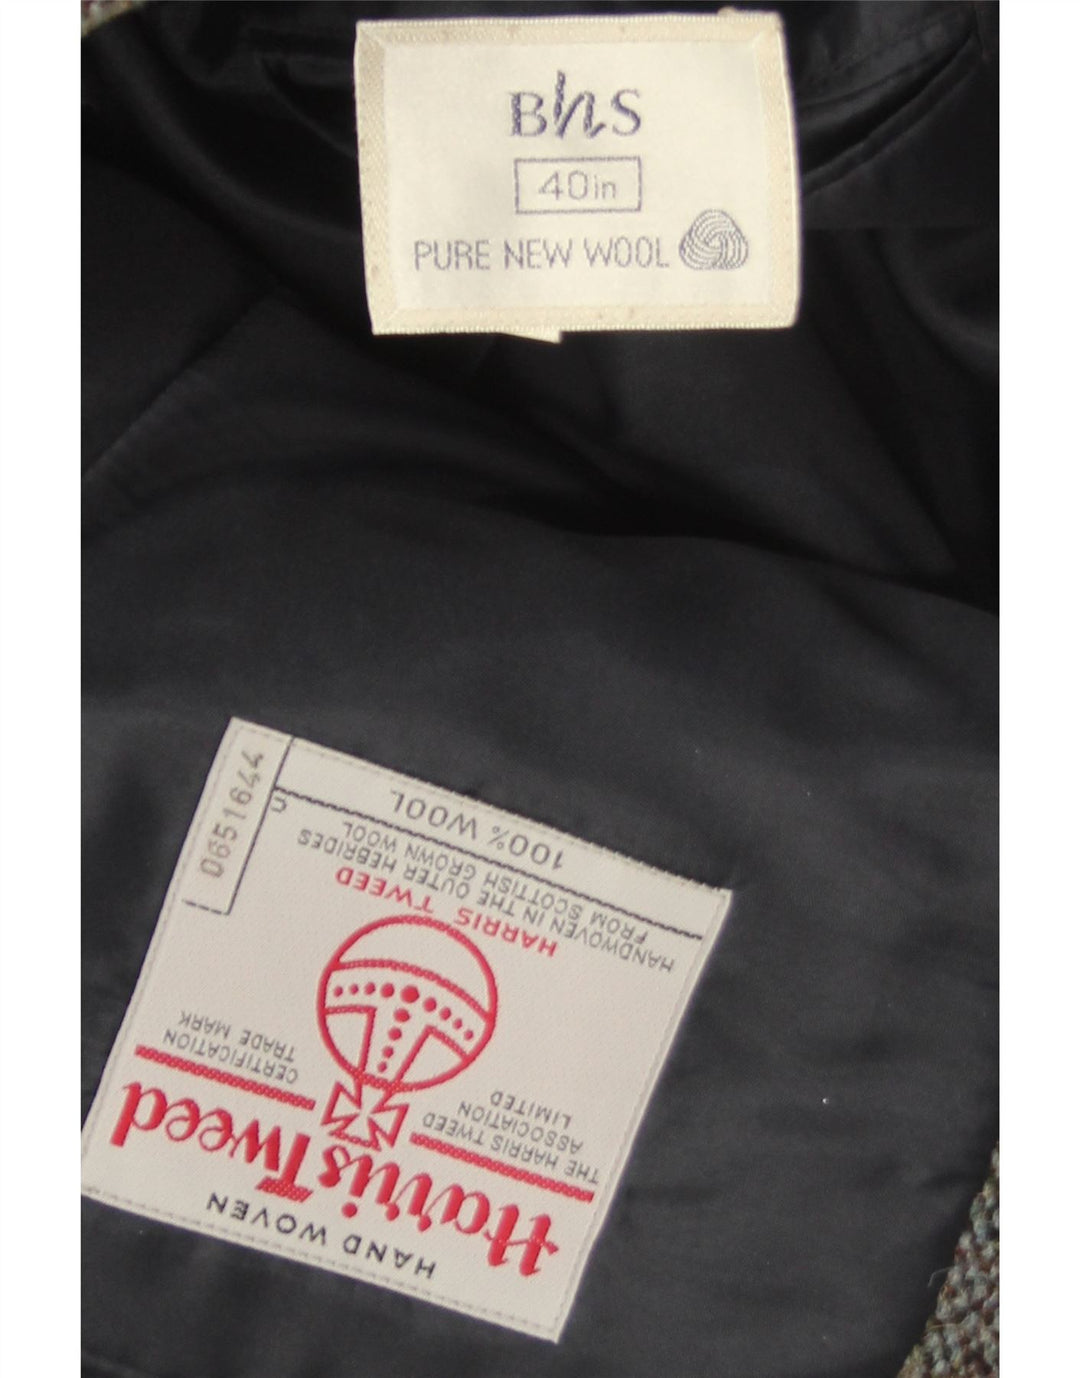 BhS
40in
PURE NEW WOOL
HAND WOVEN
Harris Tweed
THE HARRIS TWEED
ASSOCIATION
LIMITED
CERTIFICATION
TRADE MARK
HARRIS TWEED
HANDWOVEN IN THE OUTER HEBRIDES
FROM SCOTTISH GROWN WOOL
100% WOOL
C
0651644